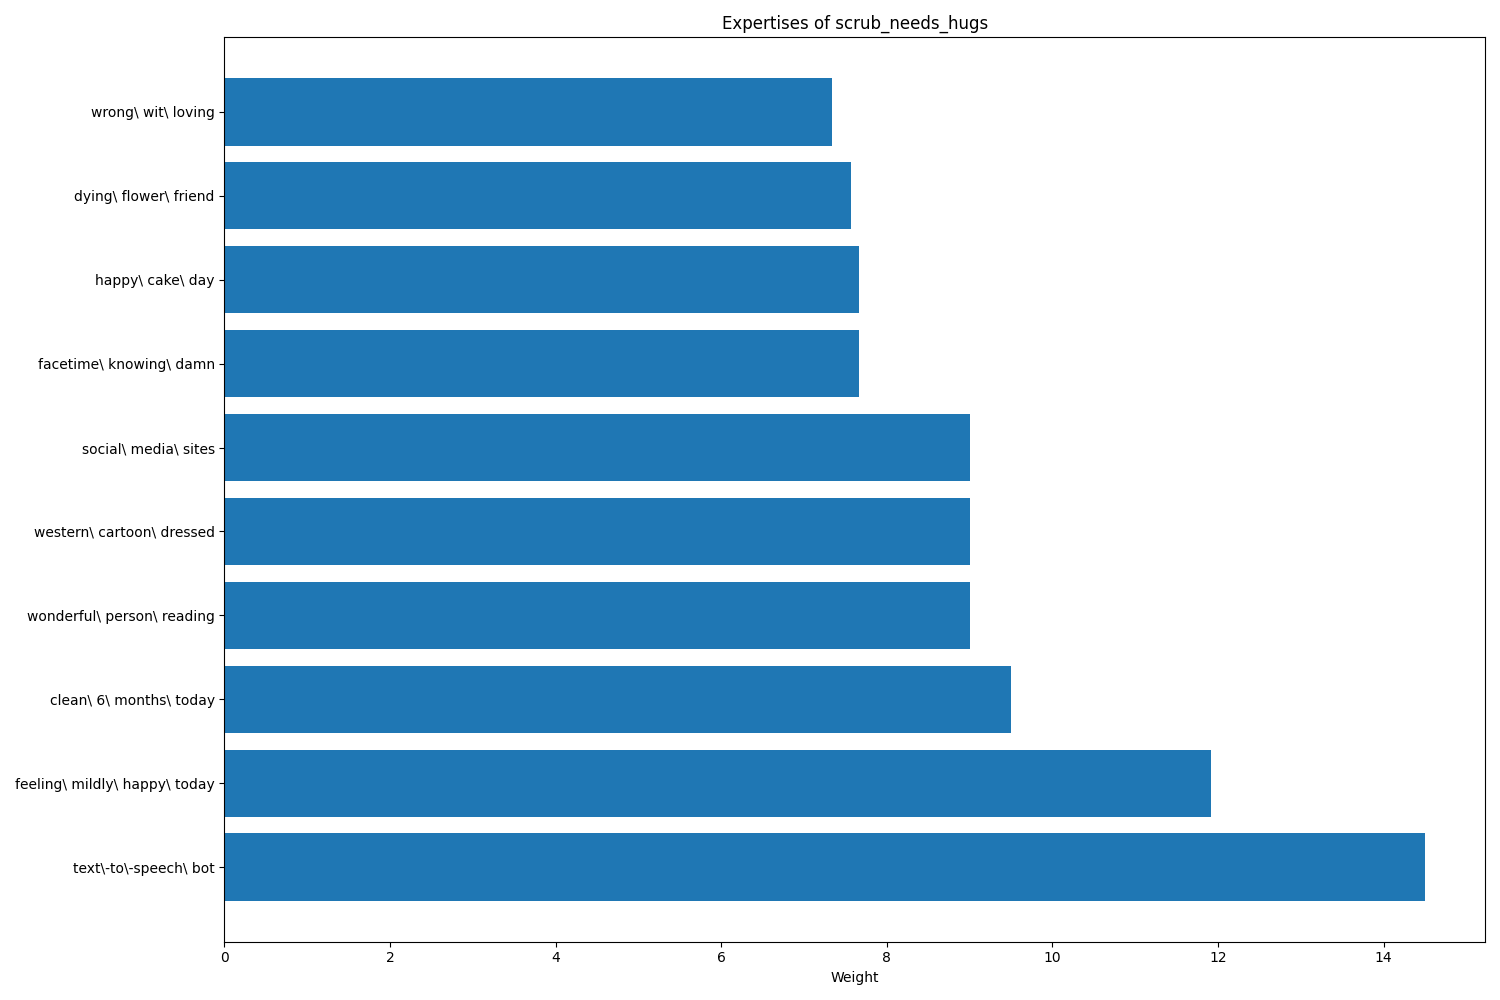 Expertises of scrub_needs_hugs
wrong\ wit\ loving
dying\ flower\ friend
happy\ cake\ day
facetime\ knowing\ damn
social\ media\ sites
western\ cartoon\ dressed
wonderful\ person\ reading
clean\ 6\ months\ today
feeling\ mildly\ happy\ today
text\-to\-speech\ bot
0 2 4 6 8 10 12 14
Weight